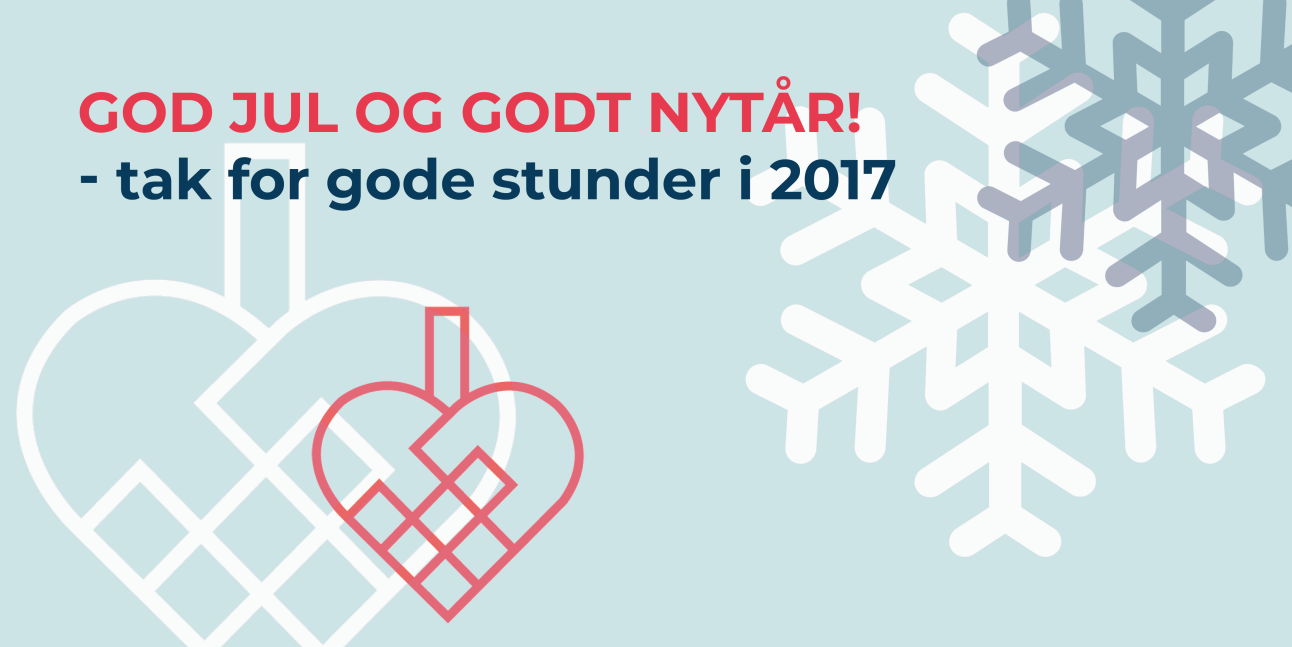 GOD JUL OG GODT NYTÅR!
- tak for gode stunder i 2017